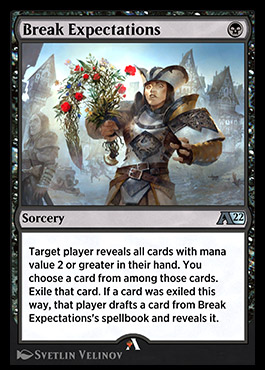 Break Expectations
Sorcery
A22
Target player reveals all cards with mana
value 2 or greater in their hand. You
choose a card from among those cards.
Exile that card. If a card was exiled this
way, that player drafts a card from Break
Expectations's spellbook and reveals it.
SVETLIN VELINOV